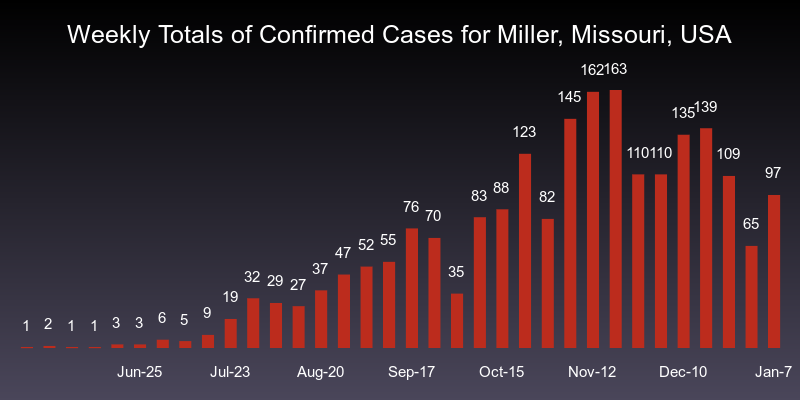 Weekly Totals of Confirmed Cases for Miller, Missouri, USA
1 2 1 1 3 3 6 5 9 19 32 29 27 37 47 52 55 76 70 35 83 88 123 82 145 162 163 110 110 135 139 109 65 97
Jun-25 Jul-23 Aug-20 Sep-17 Oct-15 Nov-12 Dec-10 Jan-7